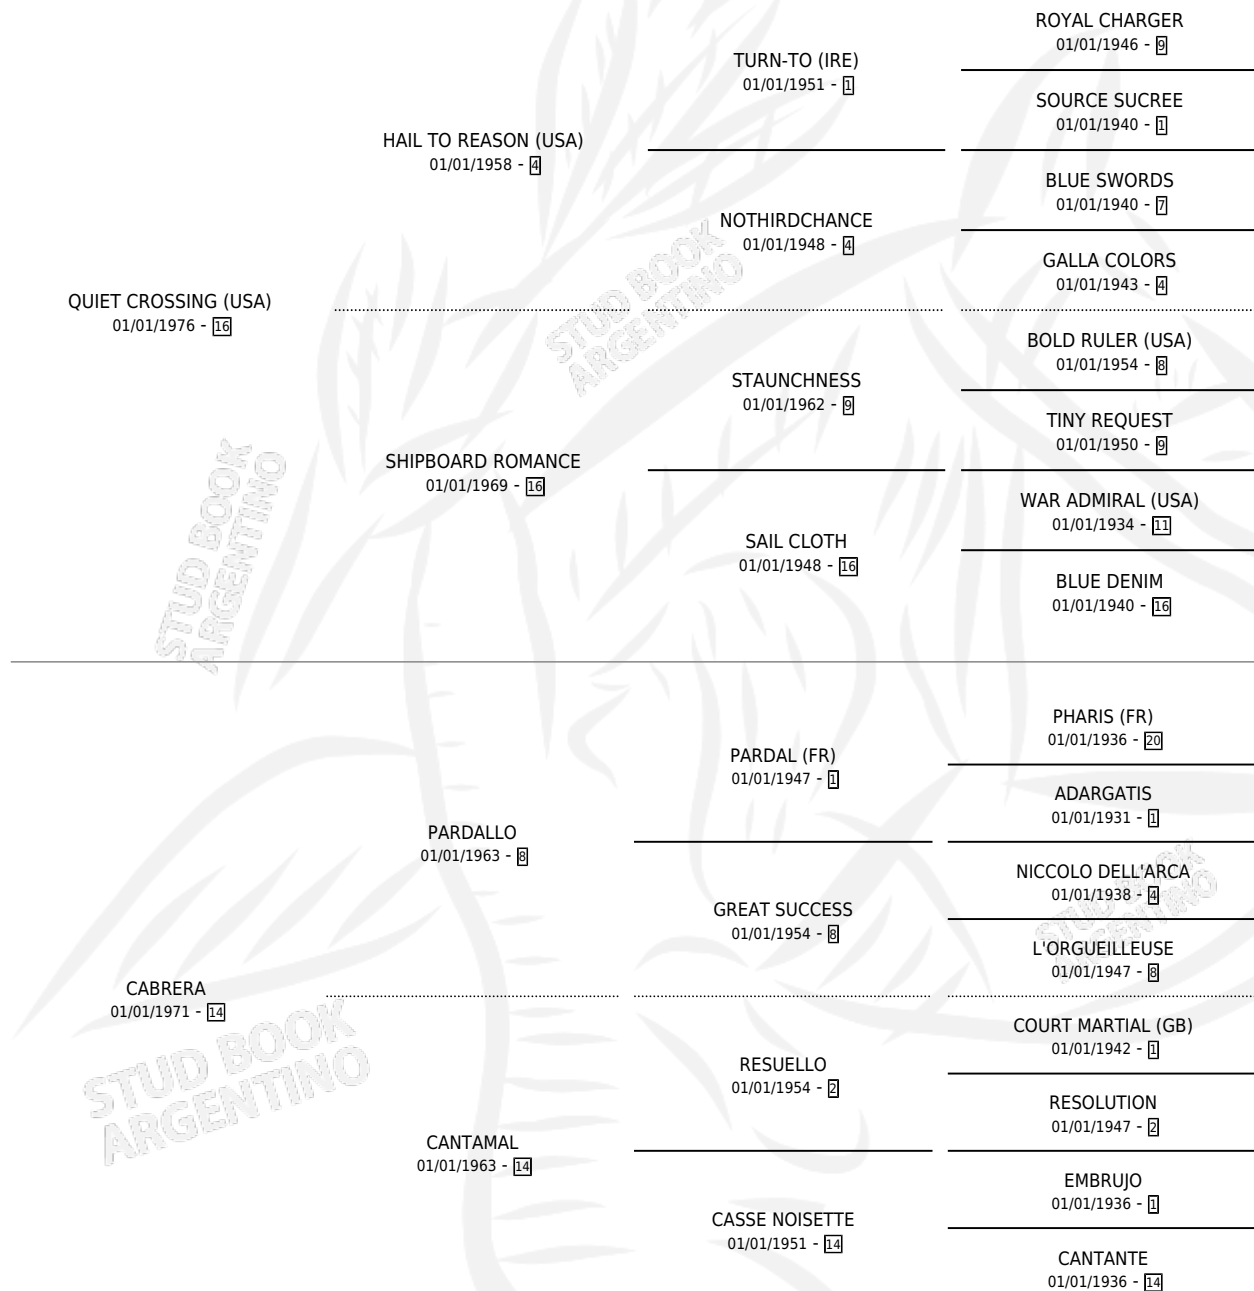 ROYAL CHARGER
01/01/1946 - 9
TURN-TO (IRE)
01/01/1951 - 1
SOURCE SUCREE
01/01/1940 - 1
HAIL TO REASON (USA)
01/01/1958 - 4
BLUE SWORDS
01/01/1940 - 7
NOTHIRDCHANCE
01/01/1948 - 4
GALLA COLORS
01/01/1943 - 4
QUIET CROSSING (USA)
01/01/1976 - 16
BOLD RULER (USA)
01/01/1954 - 8
STAUNCHNESS
01/01/1962 - 9
TINY REQUEST
01/01/1950 - 9
SHIPBOARD ROMANCE
01/01/1969 - 16
WAR ADMIRAL (USA)
01/01/1934 - 11
SAIL CLOTH
01/01/1948 - 16
BLUE DENIM
01/01/1940 - 16
PHARIS (FR)
01/01/1936 - 20
PARDAL (FR)
01/01/1947 - 1
ADARGATIS
01/01/1931 - 1
PARDALLO
01/01/1963 - 8
NICCOLO DELL'ARCA
01/01/1938 - 4
GREAT SUCCESS
01/01/1954 - 8
L'ORGUEILLEUSE
01/01/1947 - 8
CABRERA
01/01/1971 - 14
COURT MARTIAL (GB)
01/01/1942 - 1
RESUELLO
01/01/1954 - 2
RESOLUTION
01/01/1947 - 2
CANTAMAL
01/01/1963 - 14
EMBRUJO
01/01/1936 - 1
CASSE NOISETTE
01/01/1951 - 14
CANTANTE
01/01/1936 - 14
STUD BOOK
ARGENTINO
STUD BOOK
ARGENTINO
STUD BOOK
ARGENTINO
STUD BOOK
ARGENTINO